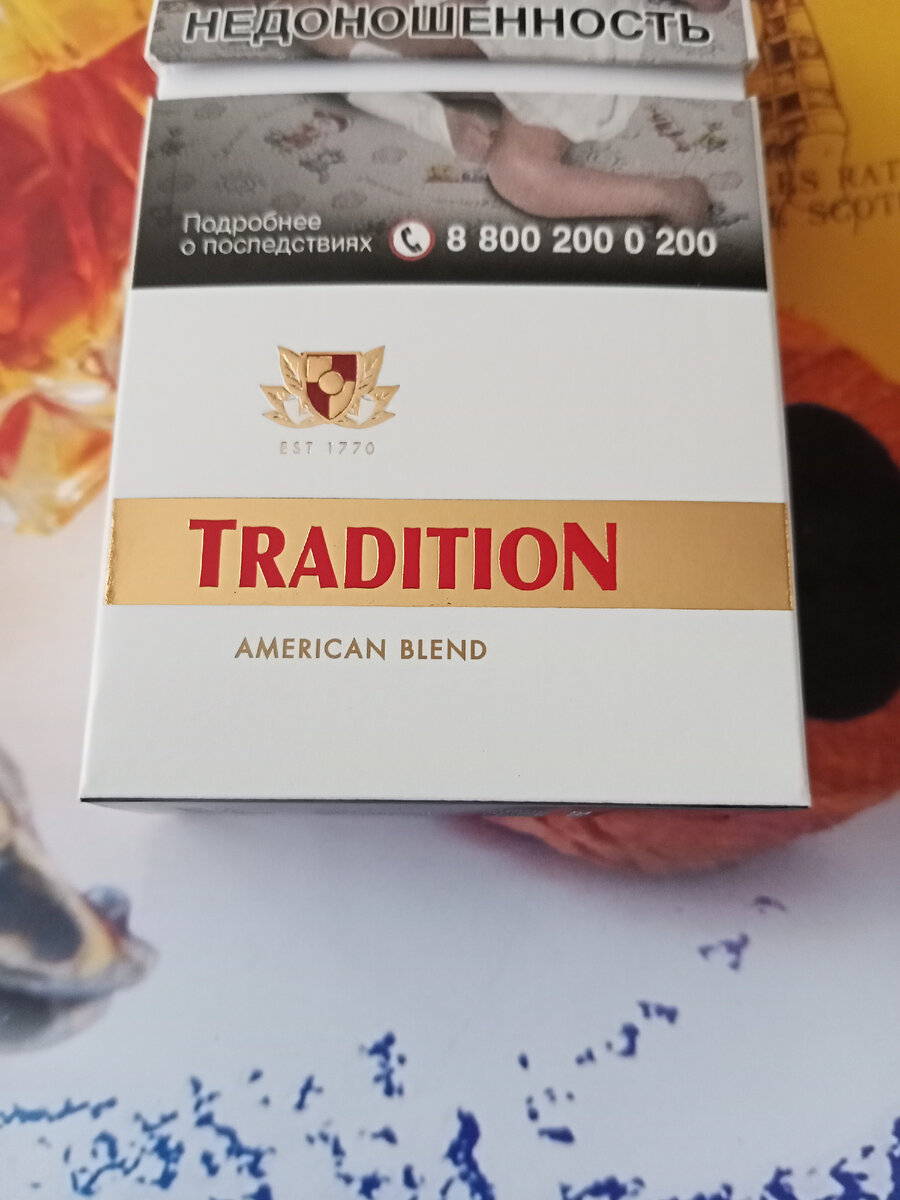 НЕДОНОШЕННОСТЬ
Подробнее
о последствиях
8 800 200 0 200
EST 1770
TRADITION
AMERICAN BLEND